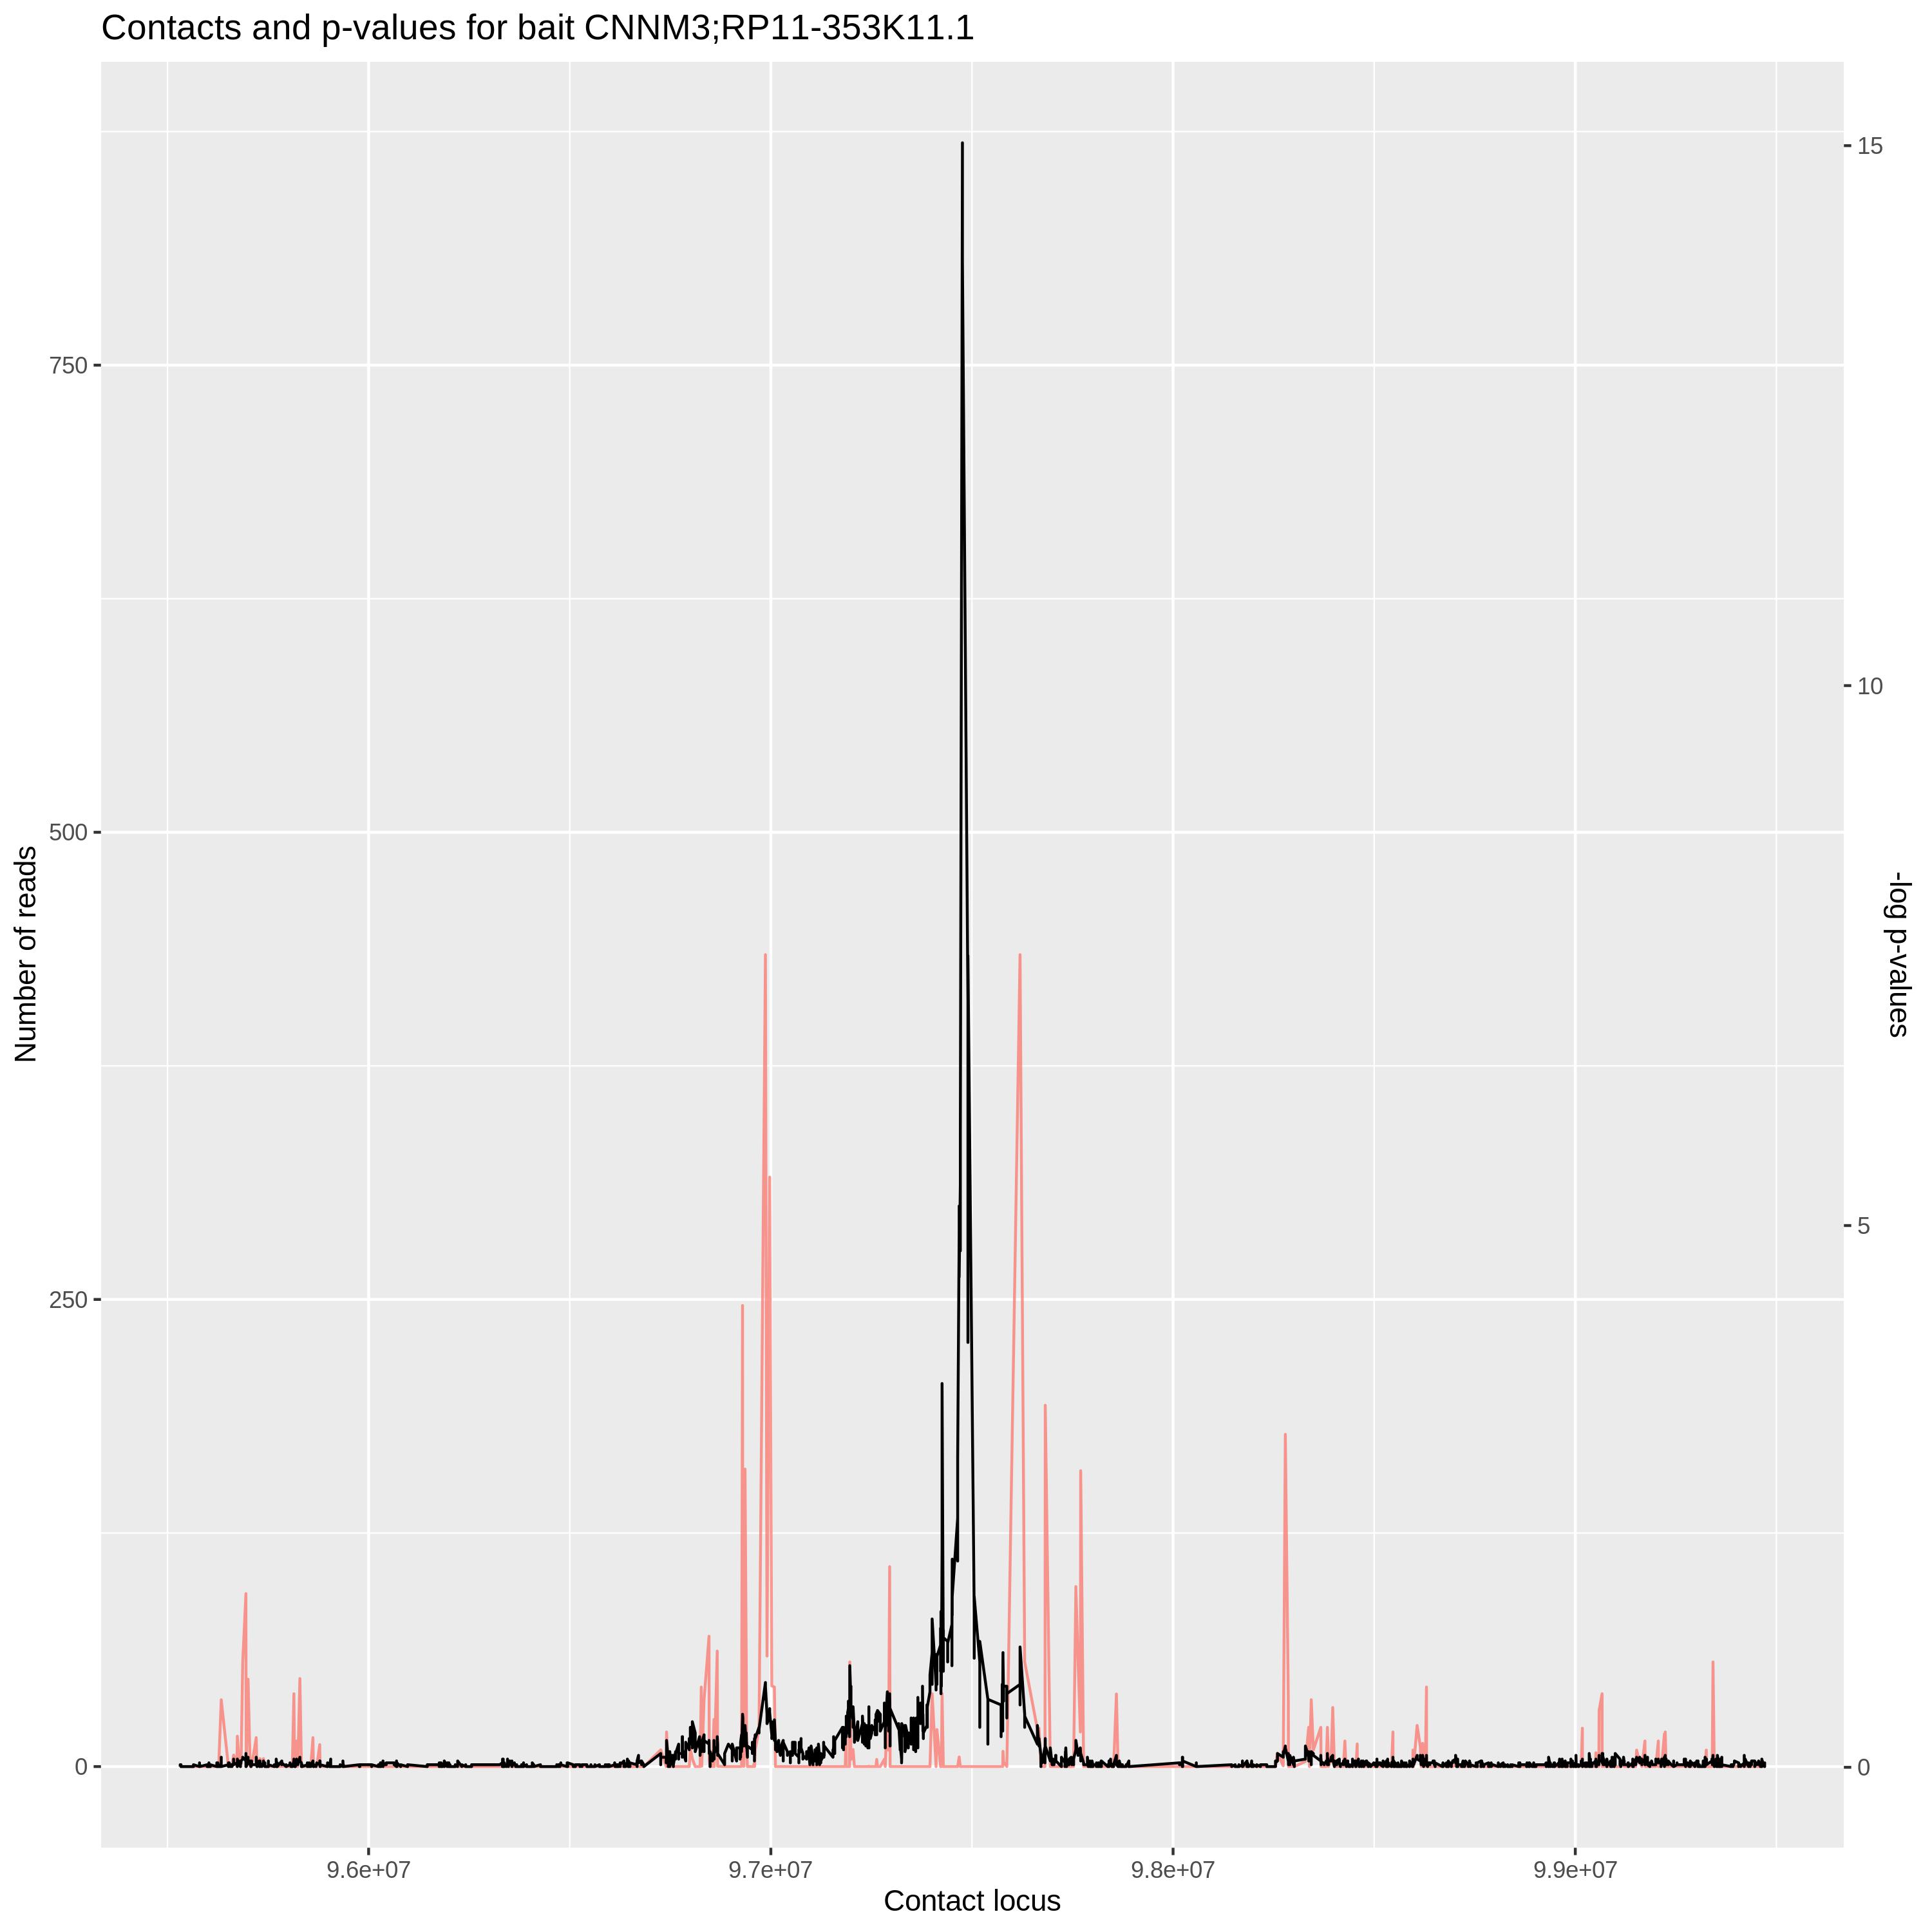 Contacts and p-values for bait CNNM3;RP11-353K11.1
15
750
10
500
Number of reads
-log p-values
5
250
0
0
9.6e+07
9.7e+07
9.8e+07
9.9e+07
Contact locus